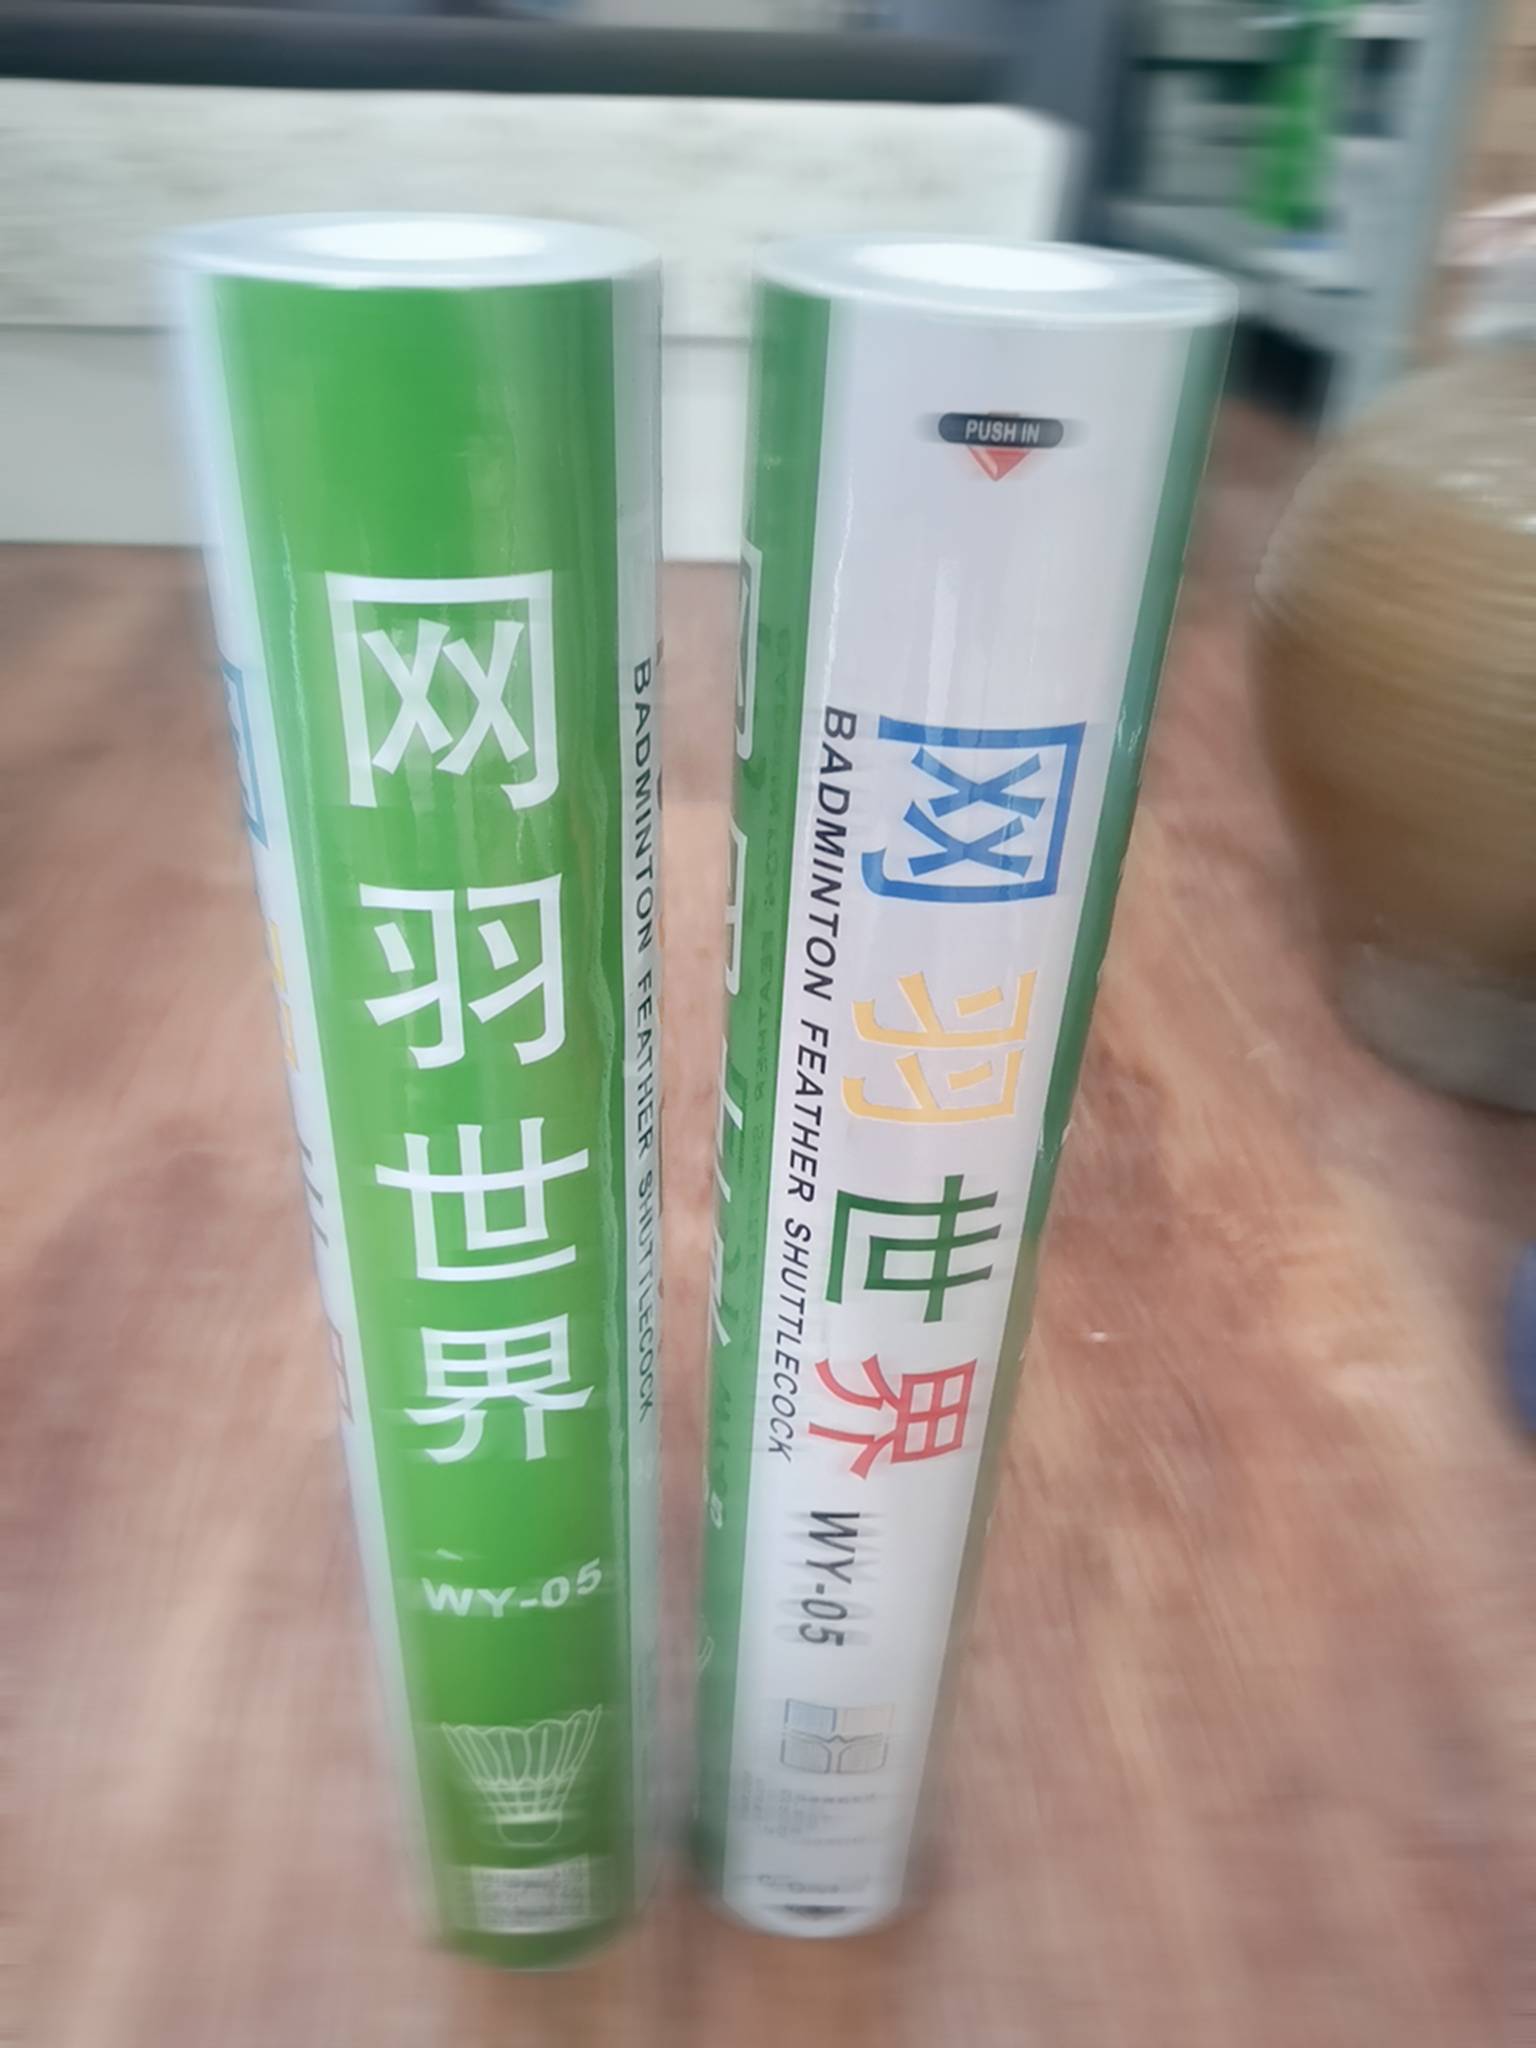 网羽世界
WY-05
BADMINTON FEATHER SHUTTLECOCK
PUSH IN
网羽世界
BADMINTON FEATHER SHUTTLECOCK
WY-05